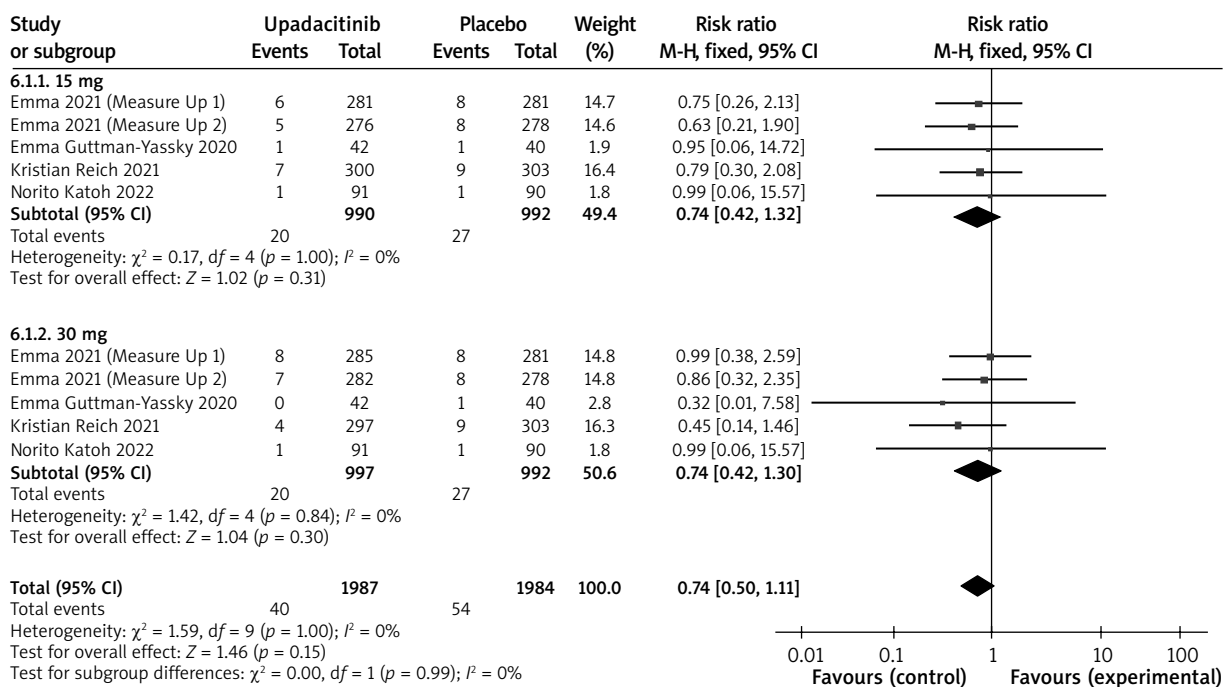 Study Upadacitinib Placebo Weight Risk ratio Risk ratio
or subgroup Events Total Events Total (%) M-H, fixed, 95% CI M-H, fixed, 95% CI
6.1.1. 15 mg
Emma 2021 (Measure Up 1) 6 281 8 281 14.7 0.75 [0.26, 2.13]
Emma 2021 (Measure Up 2) 5 276 8 278 14.6 0.63 [0.21, 1.90]
Emma Guttman-Yassky 2020 1 42 1 40 1.9 0.95 [0.06, 14.72]
Kristian Reich 2021 7 300 9 303 16.4 0.79 [0.30, 2.08]
Norito Katoh 2022 1 91 1 90 1.8 0.99 [0.06, 15.57]
Subtotal (95% CI) 990 992 49.4 0.74 [0.42, 1.32]
Total events 20 27
Heterogeneity: χ² = 0.17, df = 4 (p = 1.00); I² = 0%
Test for overall effect: Z = 1.02 (p = 0.31)
6.1.2. 30 mg
Emma 2021 (Measure Up 1) 8 285 8 281 14.8 0.99 [0.38, 2.59]
Emma 2021 (Measure Up 2) 7 282 8 278 14.8 0.86 [0.32, 2.35]
Emma Guttman-Yassky 2020 0 42 1 40 2.8 0.32 [0.01, 7.58]
Kristian Reich 2021 4 297 9 303 16.3 0.45 [0.14, 1.46]
Norito Katoh 2022 1 91 1 90 1.8 0.99 [0.06, 15.57]
Subtotal (95% CI) 997 992 50.6 0.74 [0.42, 1.30]
Total events 20 27
Heterogeneity: χ² = 1.42, df = 4 (p = 0.84); I² = 0%
Test for overall effect: Z = 1.04 (p = 0.30)
Total (95% CI) 1987 1984 100.0 0.74 [0.50, 1.11]
Total events 40 54
Heterogeneity: χ² = 1.59, df = 9 (p = 1.00); I² = 0%
Test for overall effect: Z = 1.46 (p = 0.15)
Test for subgroup differences: χ² = 0.00, df = 1 (p = 0.99); I² = 0%
0.01 0.1 1 10 100
Favours (control) Favours (experimental)